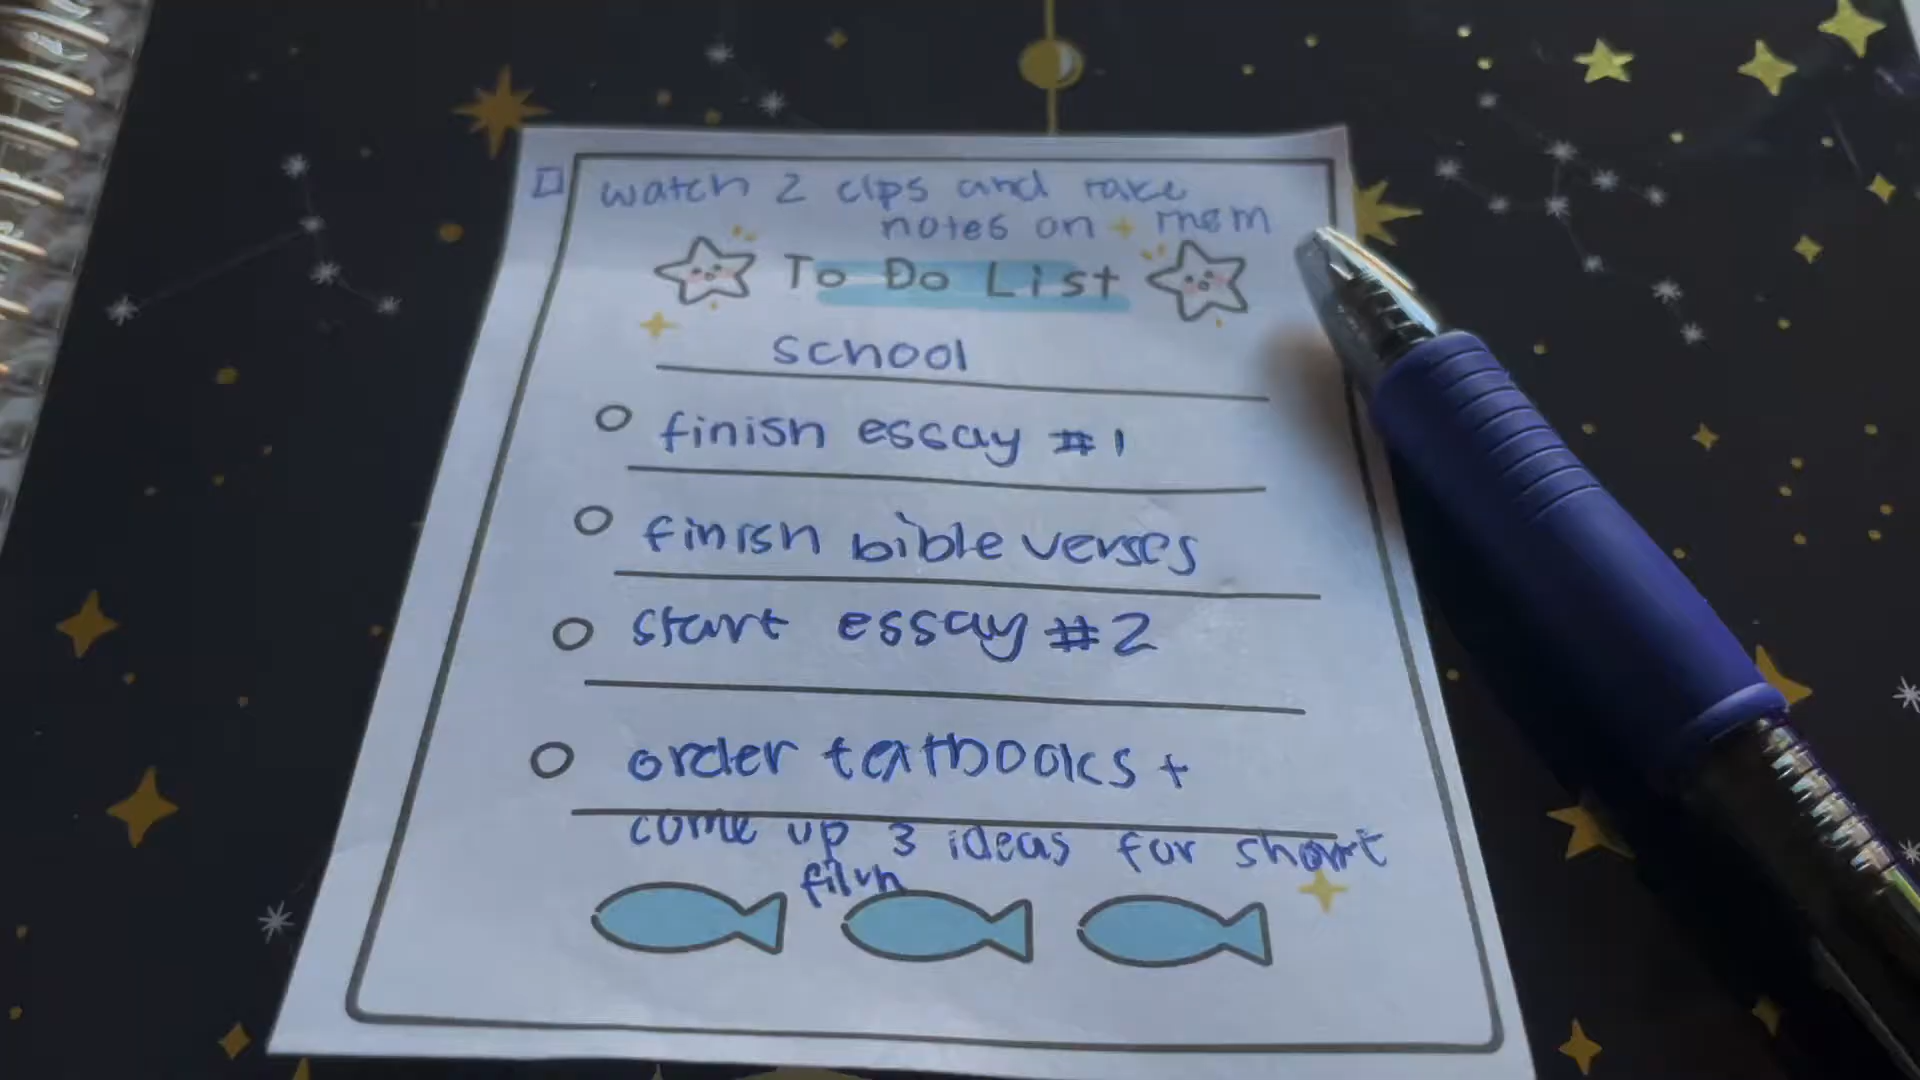 watch 2 clps and take
notes on them
To Do List
school
finish essay #1
finish bible verses
start essay #2
order textbooks +
come up 3 ideas for short
film